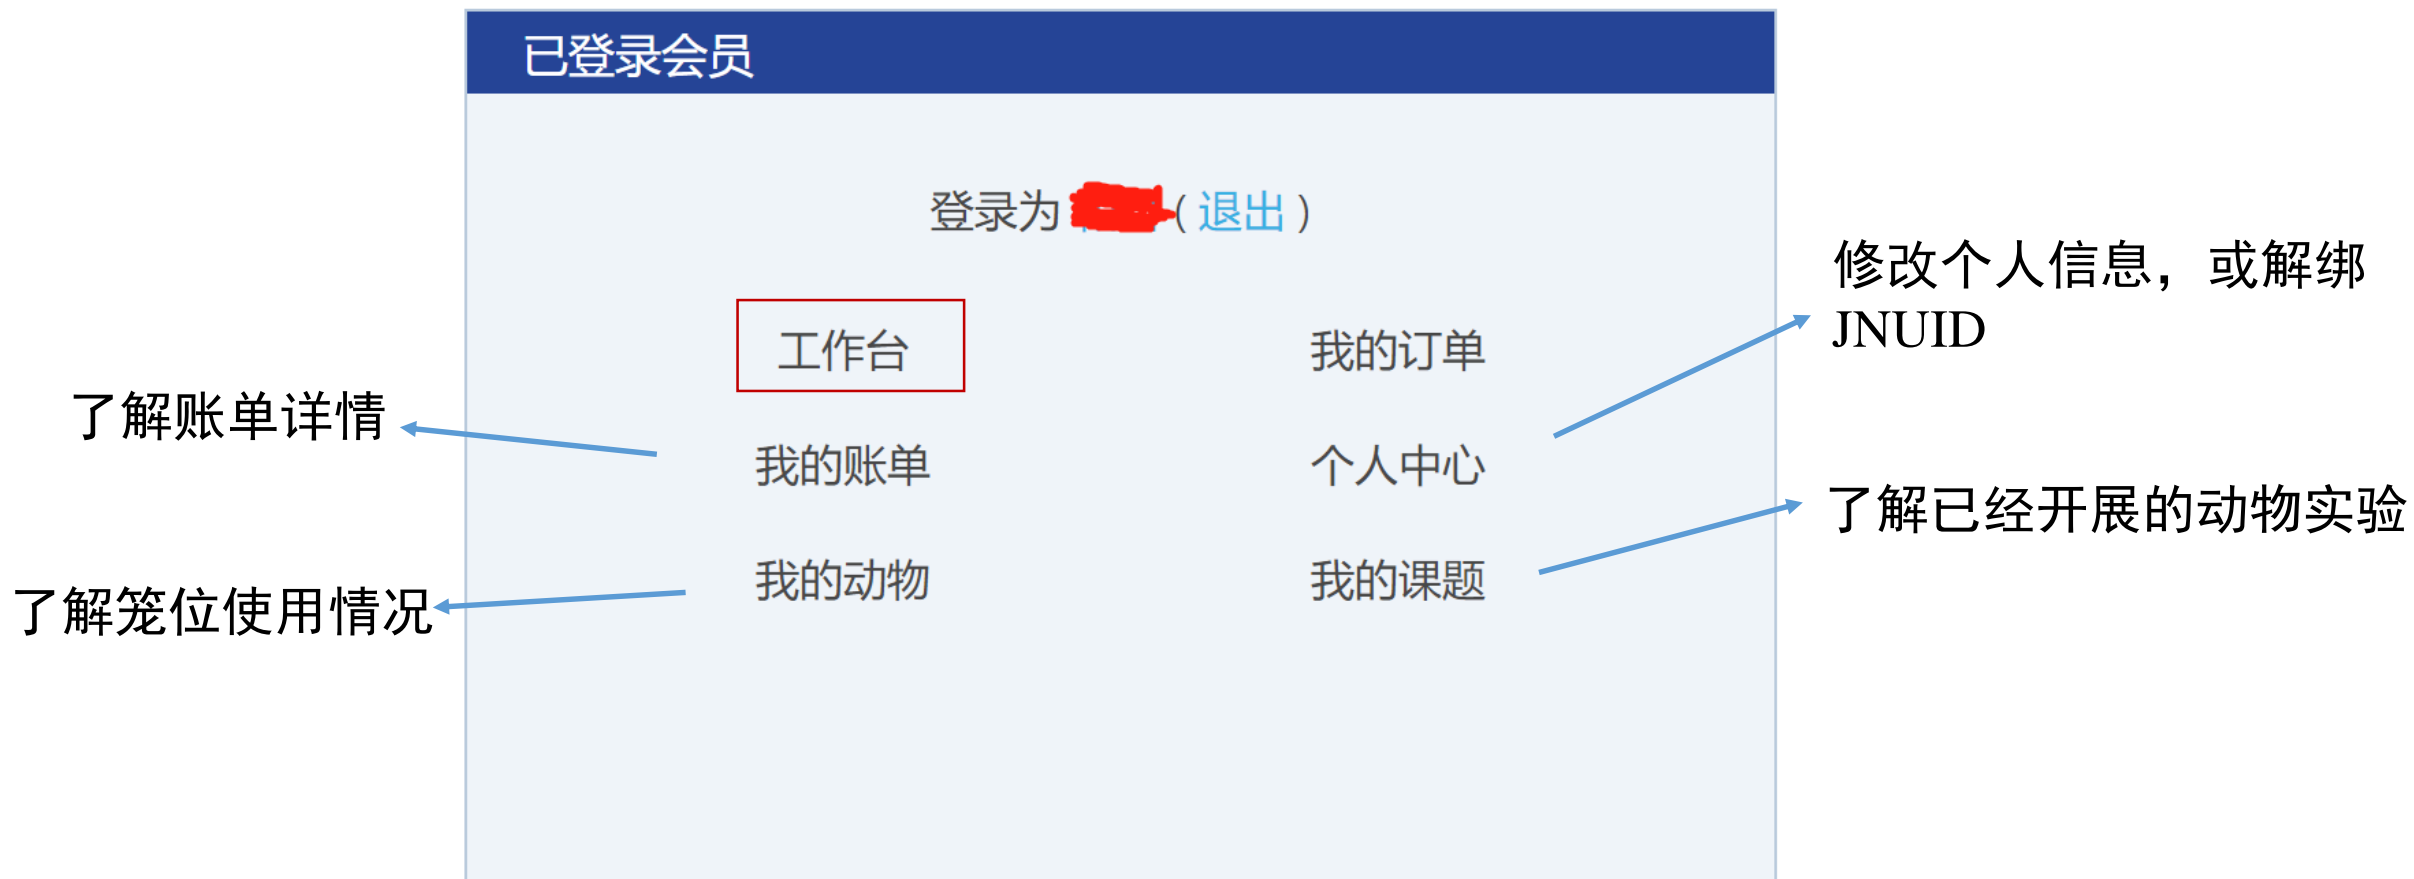 已登录会员
登录为 ( 退出 )
工作台
我的订单
我的账单
个人中心
我的动物
我的课题
了解账单详情
了解笼位使用情况
修改个人信息，或解绑
JNUID
了解已经开展的动物实验